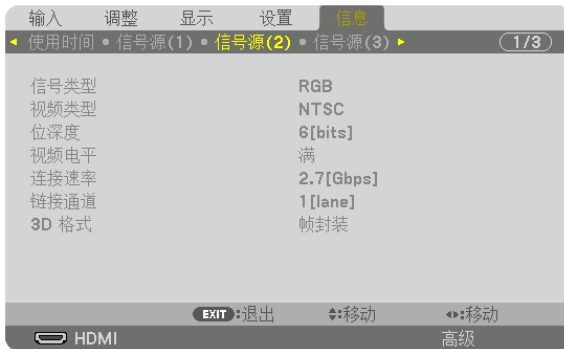 输入 调整 显示 设置 信息
使用时间 • 信号源(1) • 信号源(2) • 信号源(3) 1/3
信号类型 RGB
视频类型 NTSC
位深度 6[bits]
视频电平 满
连接速率 2.7[Gbps]
链接通道 1[lane]
3D 格式 帧封装
EXIT:退出 :移动 :移动
HDMI 高级